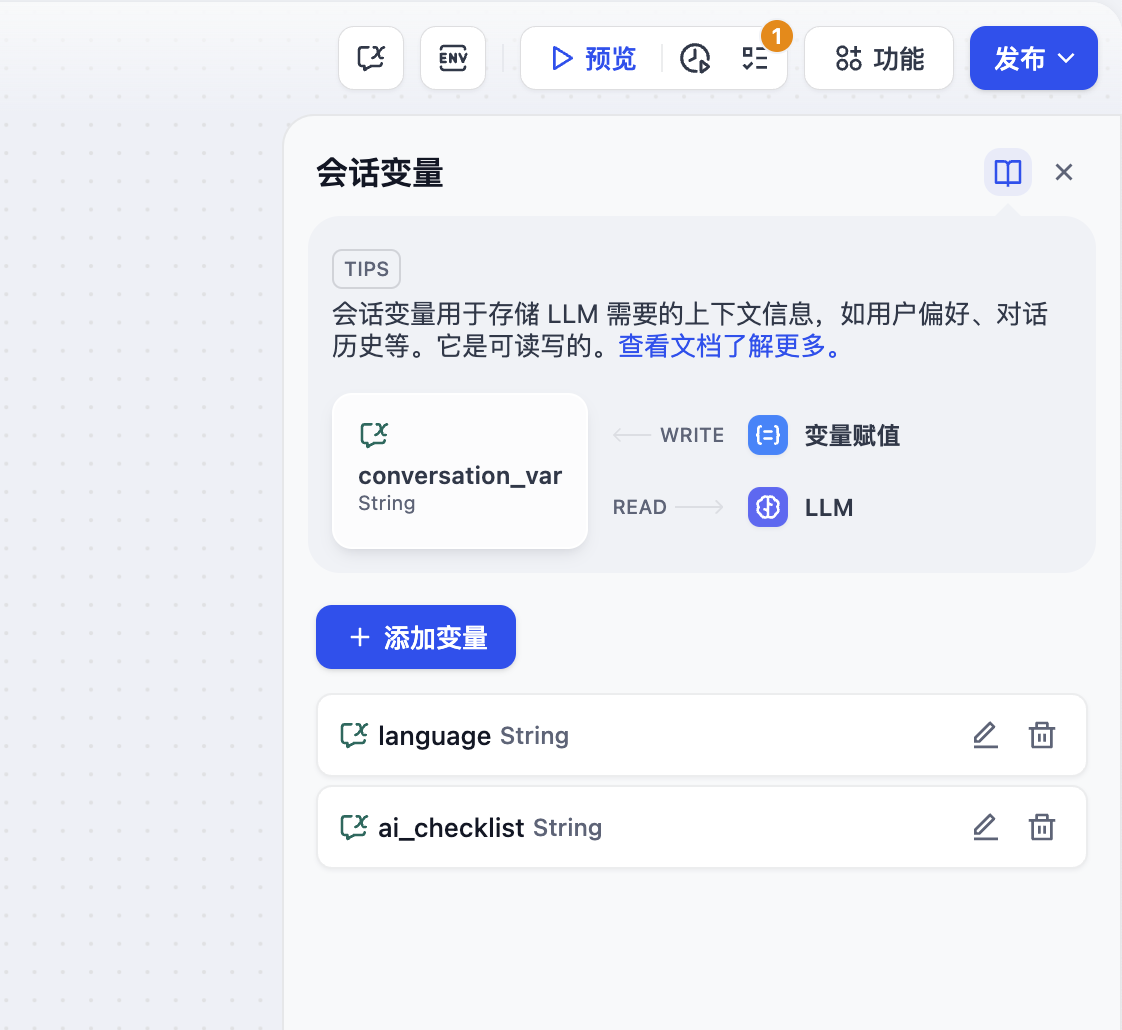 ENV
预览
1
功能
发布
会话变量
TIPS
会话变量用于存储 LLM 需要的上下文信息，如用户偏好、对话
历史等。它是可读写的。查看文档了解更多。
conversation_var
String
WRITE
变量赋值
READ
LLM
添加变量
language String
ai_checklist String